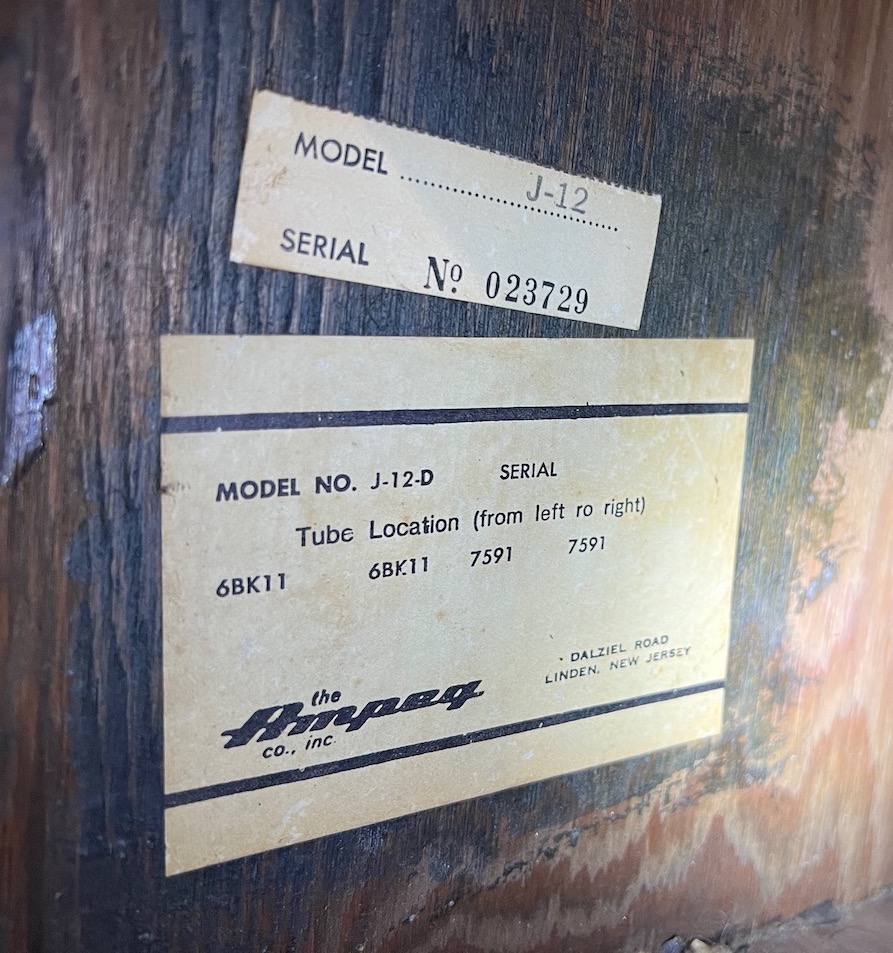 MODEL ........................ J-12
SERIAL Nº 023729
MODEL NO. J-12-D SERIAL
Tube Location (from left ro right)
6BK11 6BK11 7591 7591
DALZIEL ROAD
LINDEN, NEW JERSEY
the
Ampeg
co., inc.